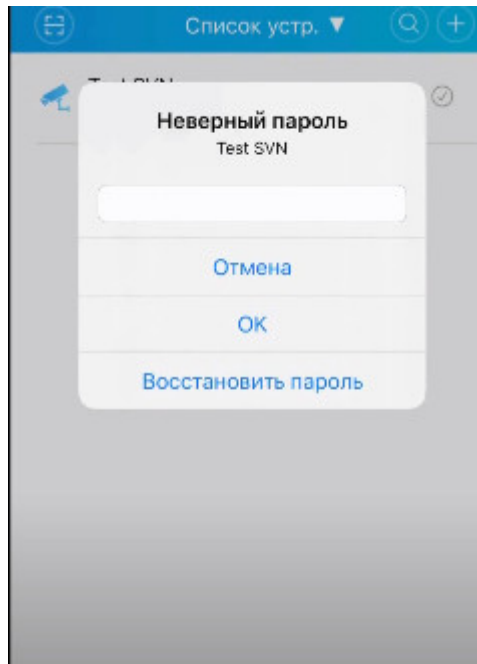 Список устр. ▼
Неверный пароль
Test SVN
Отмена
OK
Восстановить пароль